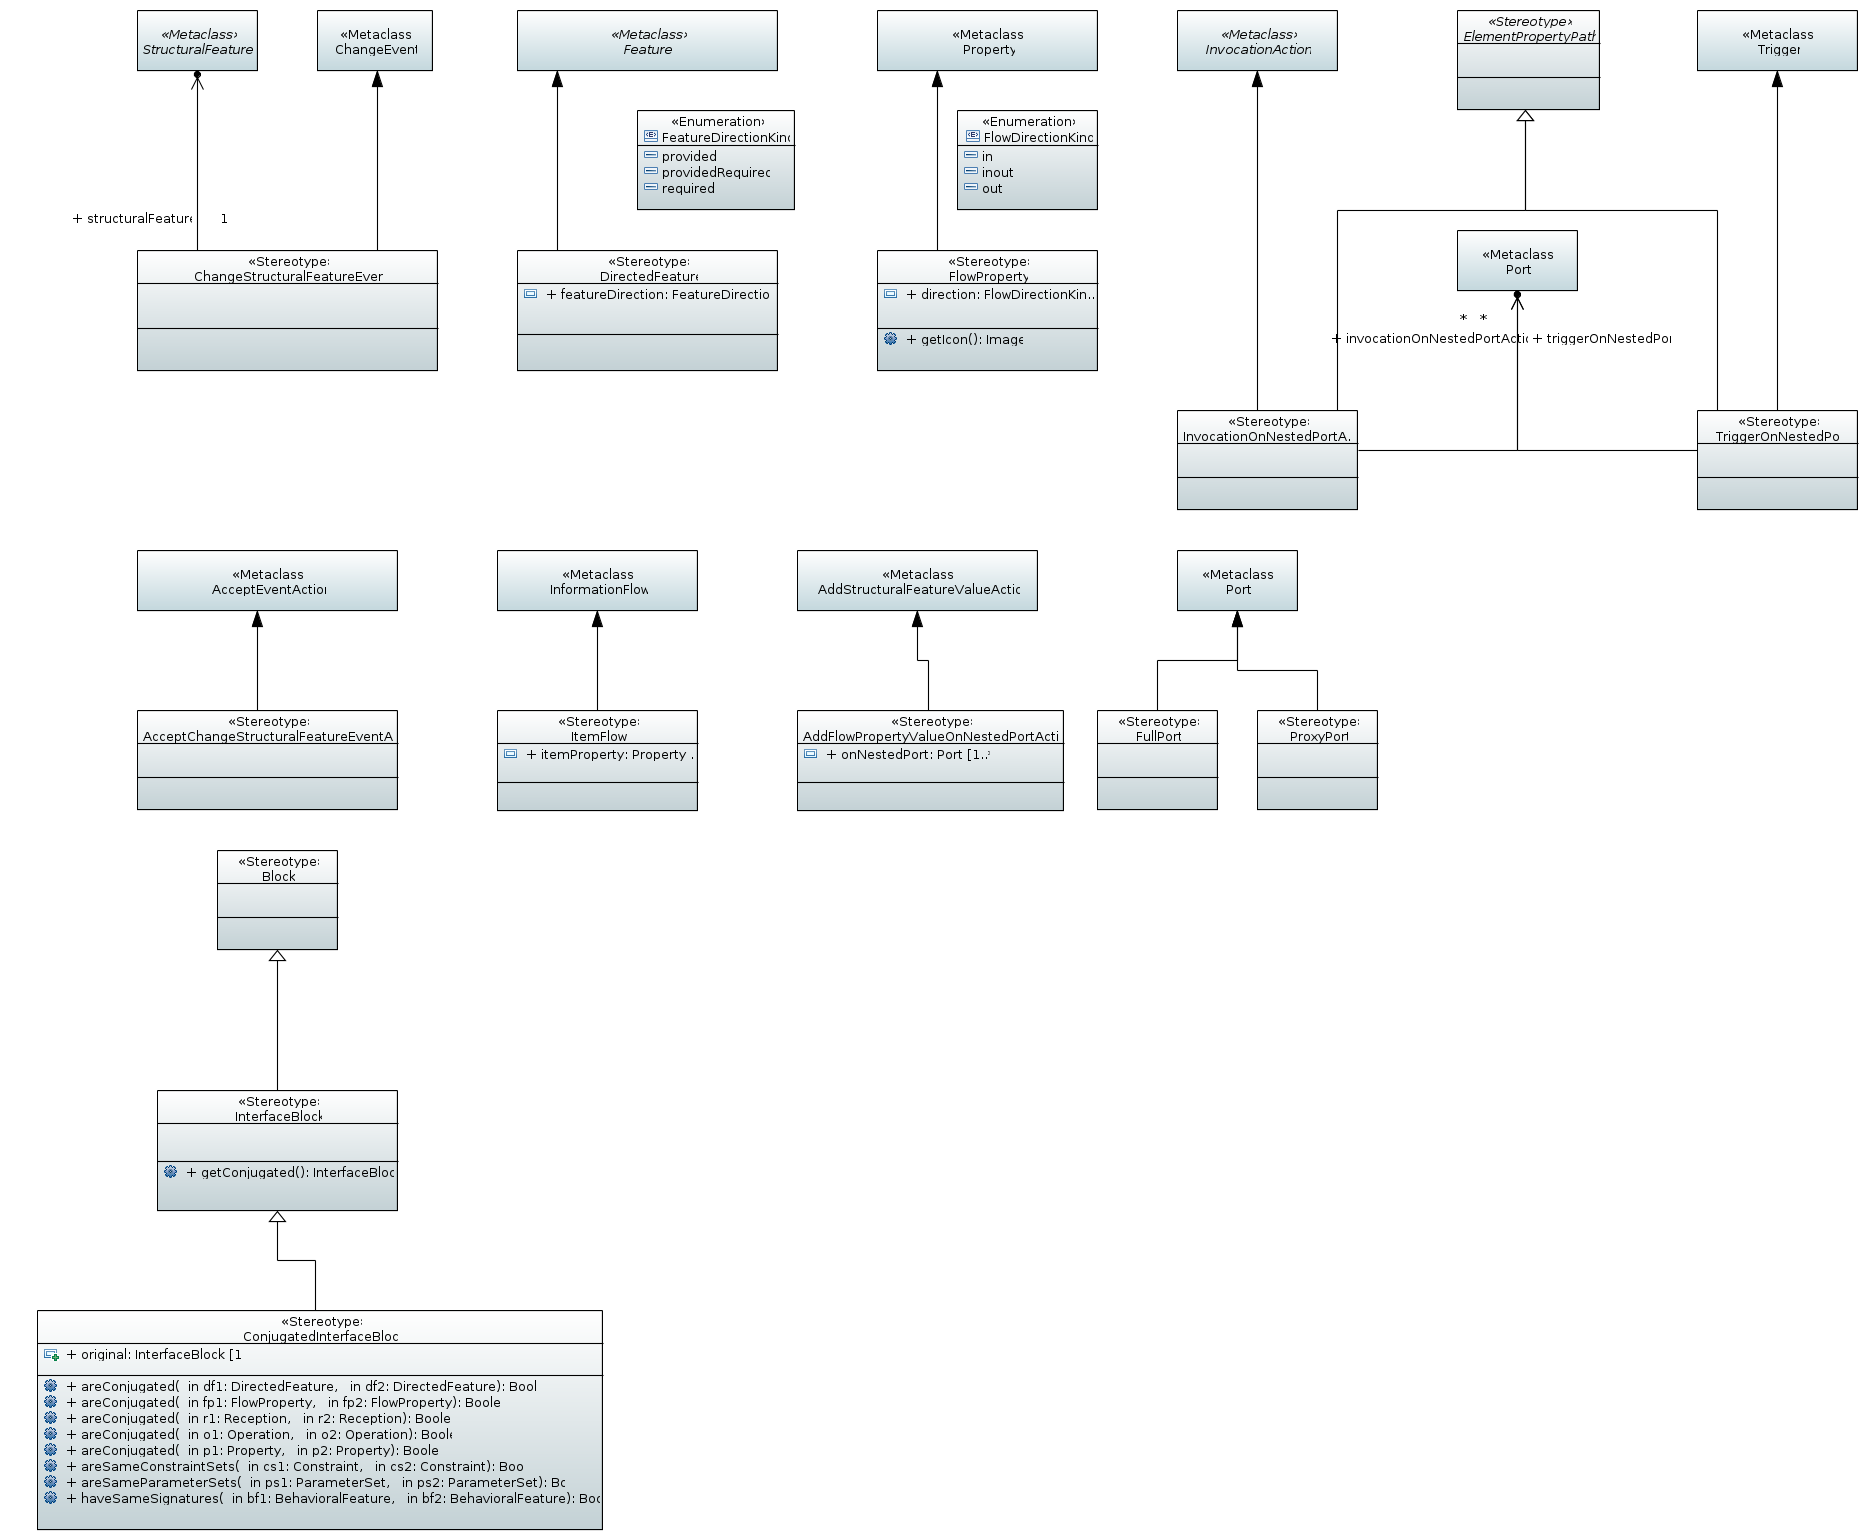 «Metaclass›
StructuralFeature
«Metaclass
ChangeEvent
«Metaclass›
Feature
«Metaclass
Property
«Metaclass›
InvocationAction
«Stereotype›
ElementPropertyPath
«Metaclass
Trigger
«Enumeration›
FeatureDirectionKind
provided
providedRequired
required
«Enumeration›
FlowDirectionKind
in
inout
out
+ structuralFeature
1
«Stereotype:
ChangeStructuralFeatureEver
«Stereotype:
DirectedFeature
+ featureDirection: FeatureDirectio
«Stereotype:
FlowProperty
+ direction: FlowDirectionKin...
+ getIcon(): Image
«Metaclass
Port
* *
+ invocationOnNestedPortActic
+ triggerOnNestedPor
«Stereotype:
InvocationOnNestedPortA.
«Stereotype:
TriggerOnNestedPo
«Metaclass
AcceptEventAction
«Metaclass
InformationFlow
«Metaclass
AddStructuralFeatureValueActic
«Metaclass
Port
«Stereotype:
AcceptChangeStructuralFeatureEventA
«Stereotype:
ItemFlow
+ itemProperty: Property .
«Stereotype:
AddFlowPropertyValueOnNestedPortActi
+ onNestedPort: Port [1..*
«Stereotype:
FullPort
«Stereotype:
ProxyPort
«Stereotype:
Block
«Stereotype:
InterfaceBlock
+ getConjugated(): InterfaceBloc
«Stereotype:
ConjugatedInterfaceBloc
+ original: InterfaceBlock [1
+ areConjugated( in df1: DirectedFeature, in df2: DirectedFeature): Bool
+ areConjugated( in fp1: FlowProperty, in fp2: FlowProperty): Boole
+ areConjugated( in r1: Reception, in r2: Reception): Boole
+ areConjugated( in o1: Operation, in o2: Operation): Boole
+ areConjugated( in p1: Property, in p2: Property): Boole
+ areSameConstraintSets( in cs1: Constraint, in cs2: Constraint): Boo
+ areSameParameterSets( in ps1: ParameterSet, in ps2: ParameterSet): Bc
+ haveSameSignatures( in bf1: BehavioralFeature, in bf2: BehavioralFeature): Boo